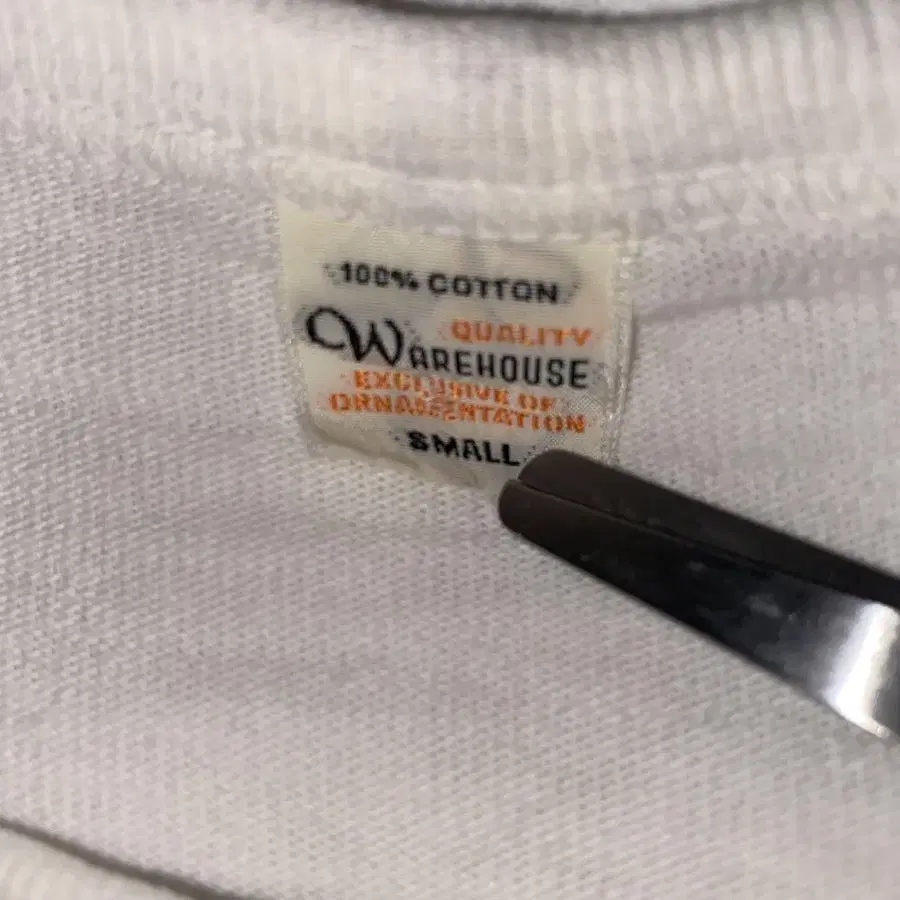 100% COTTON
QUALITY
WAREHOUSE
EXCLUSIVE OF
ORNAMENTATION
SMALL